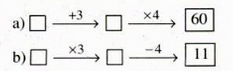 a) □ +3 → □ ×4 → 60
b) □ ×3 → □ −4 → 11